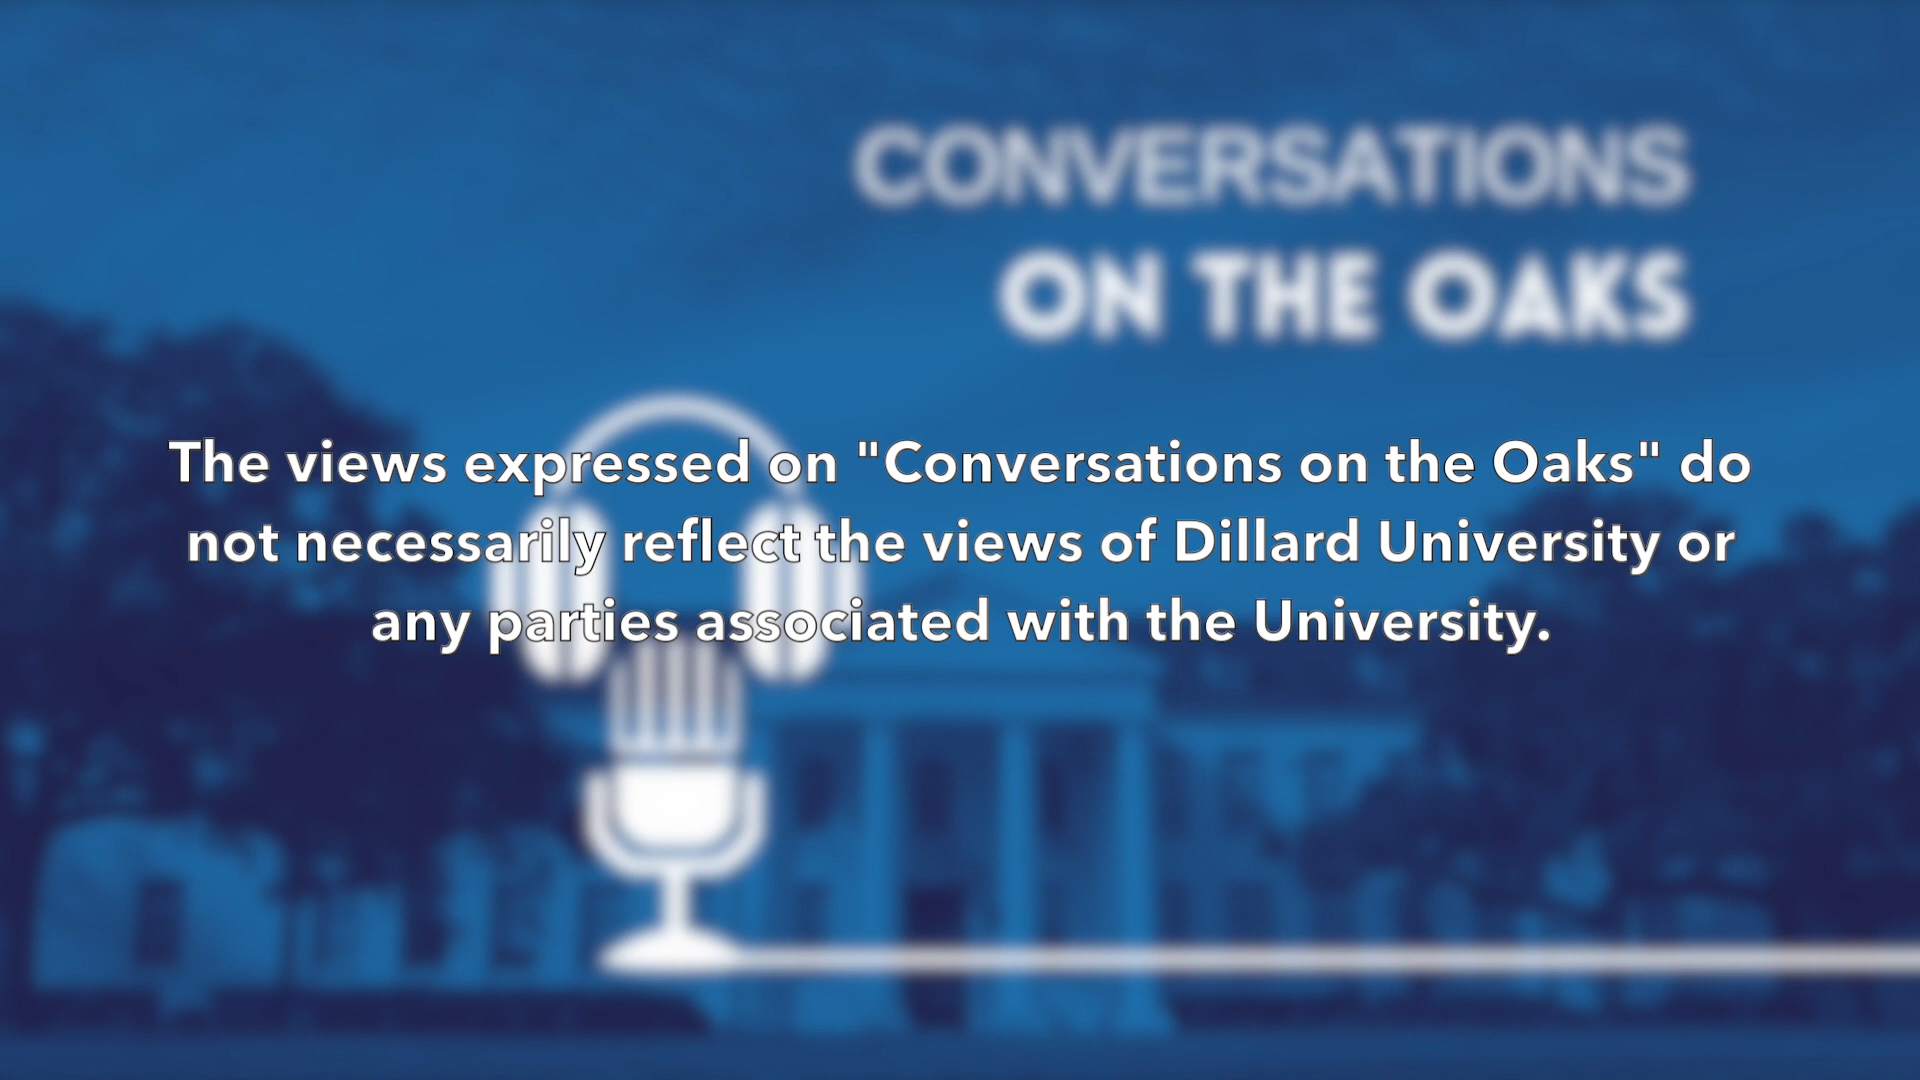 CONVERSATIONS
ON THE OAKS
The views expressed on "Conversations on the Oaks" do
not necessarily reflect the views of Dillard University or
any parties associated with the University.